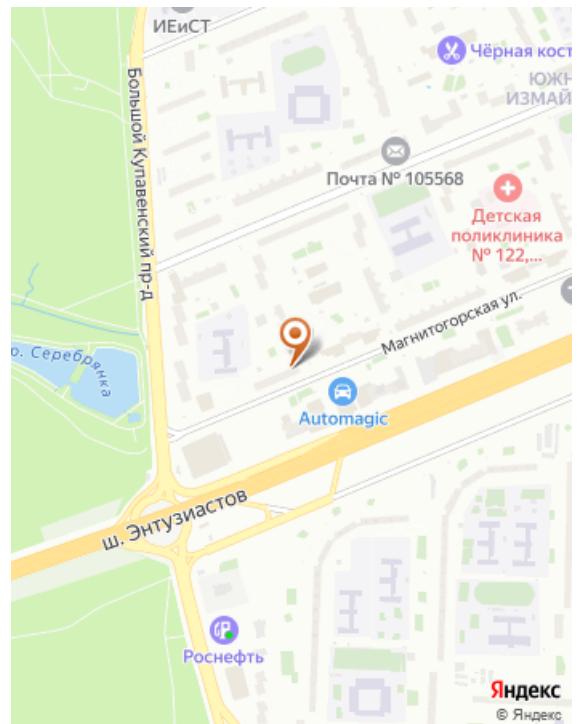 ИЕиСТ
Чёрная кост
ЮЖН
ИЗМАЙ
Большой Купавенский пр-д
Почта № 105568
Детская
поликлиника
№ 122,...
Магнитогорская ул.
о. Серебрянка
Automagic
ш. Энтузиастов
Роснефть
Яндекс
© Яндекс